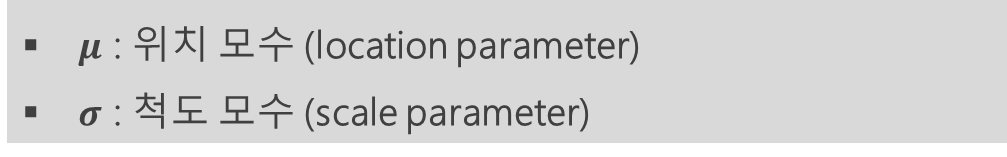 ▪ μ : 위치 모수 (location parameter)
▪ σ : 척도 모수 (scale parameter)